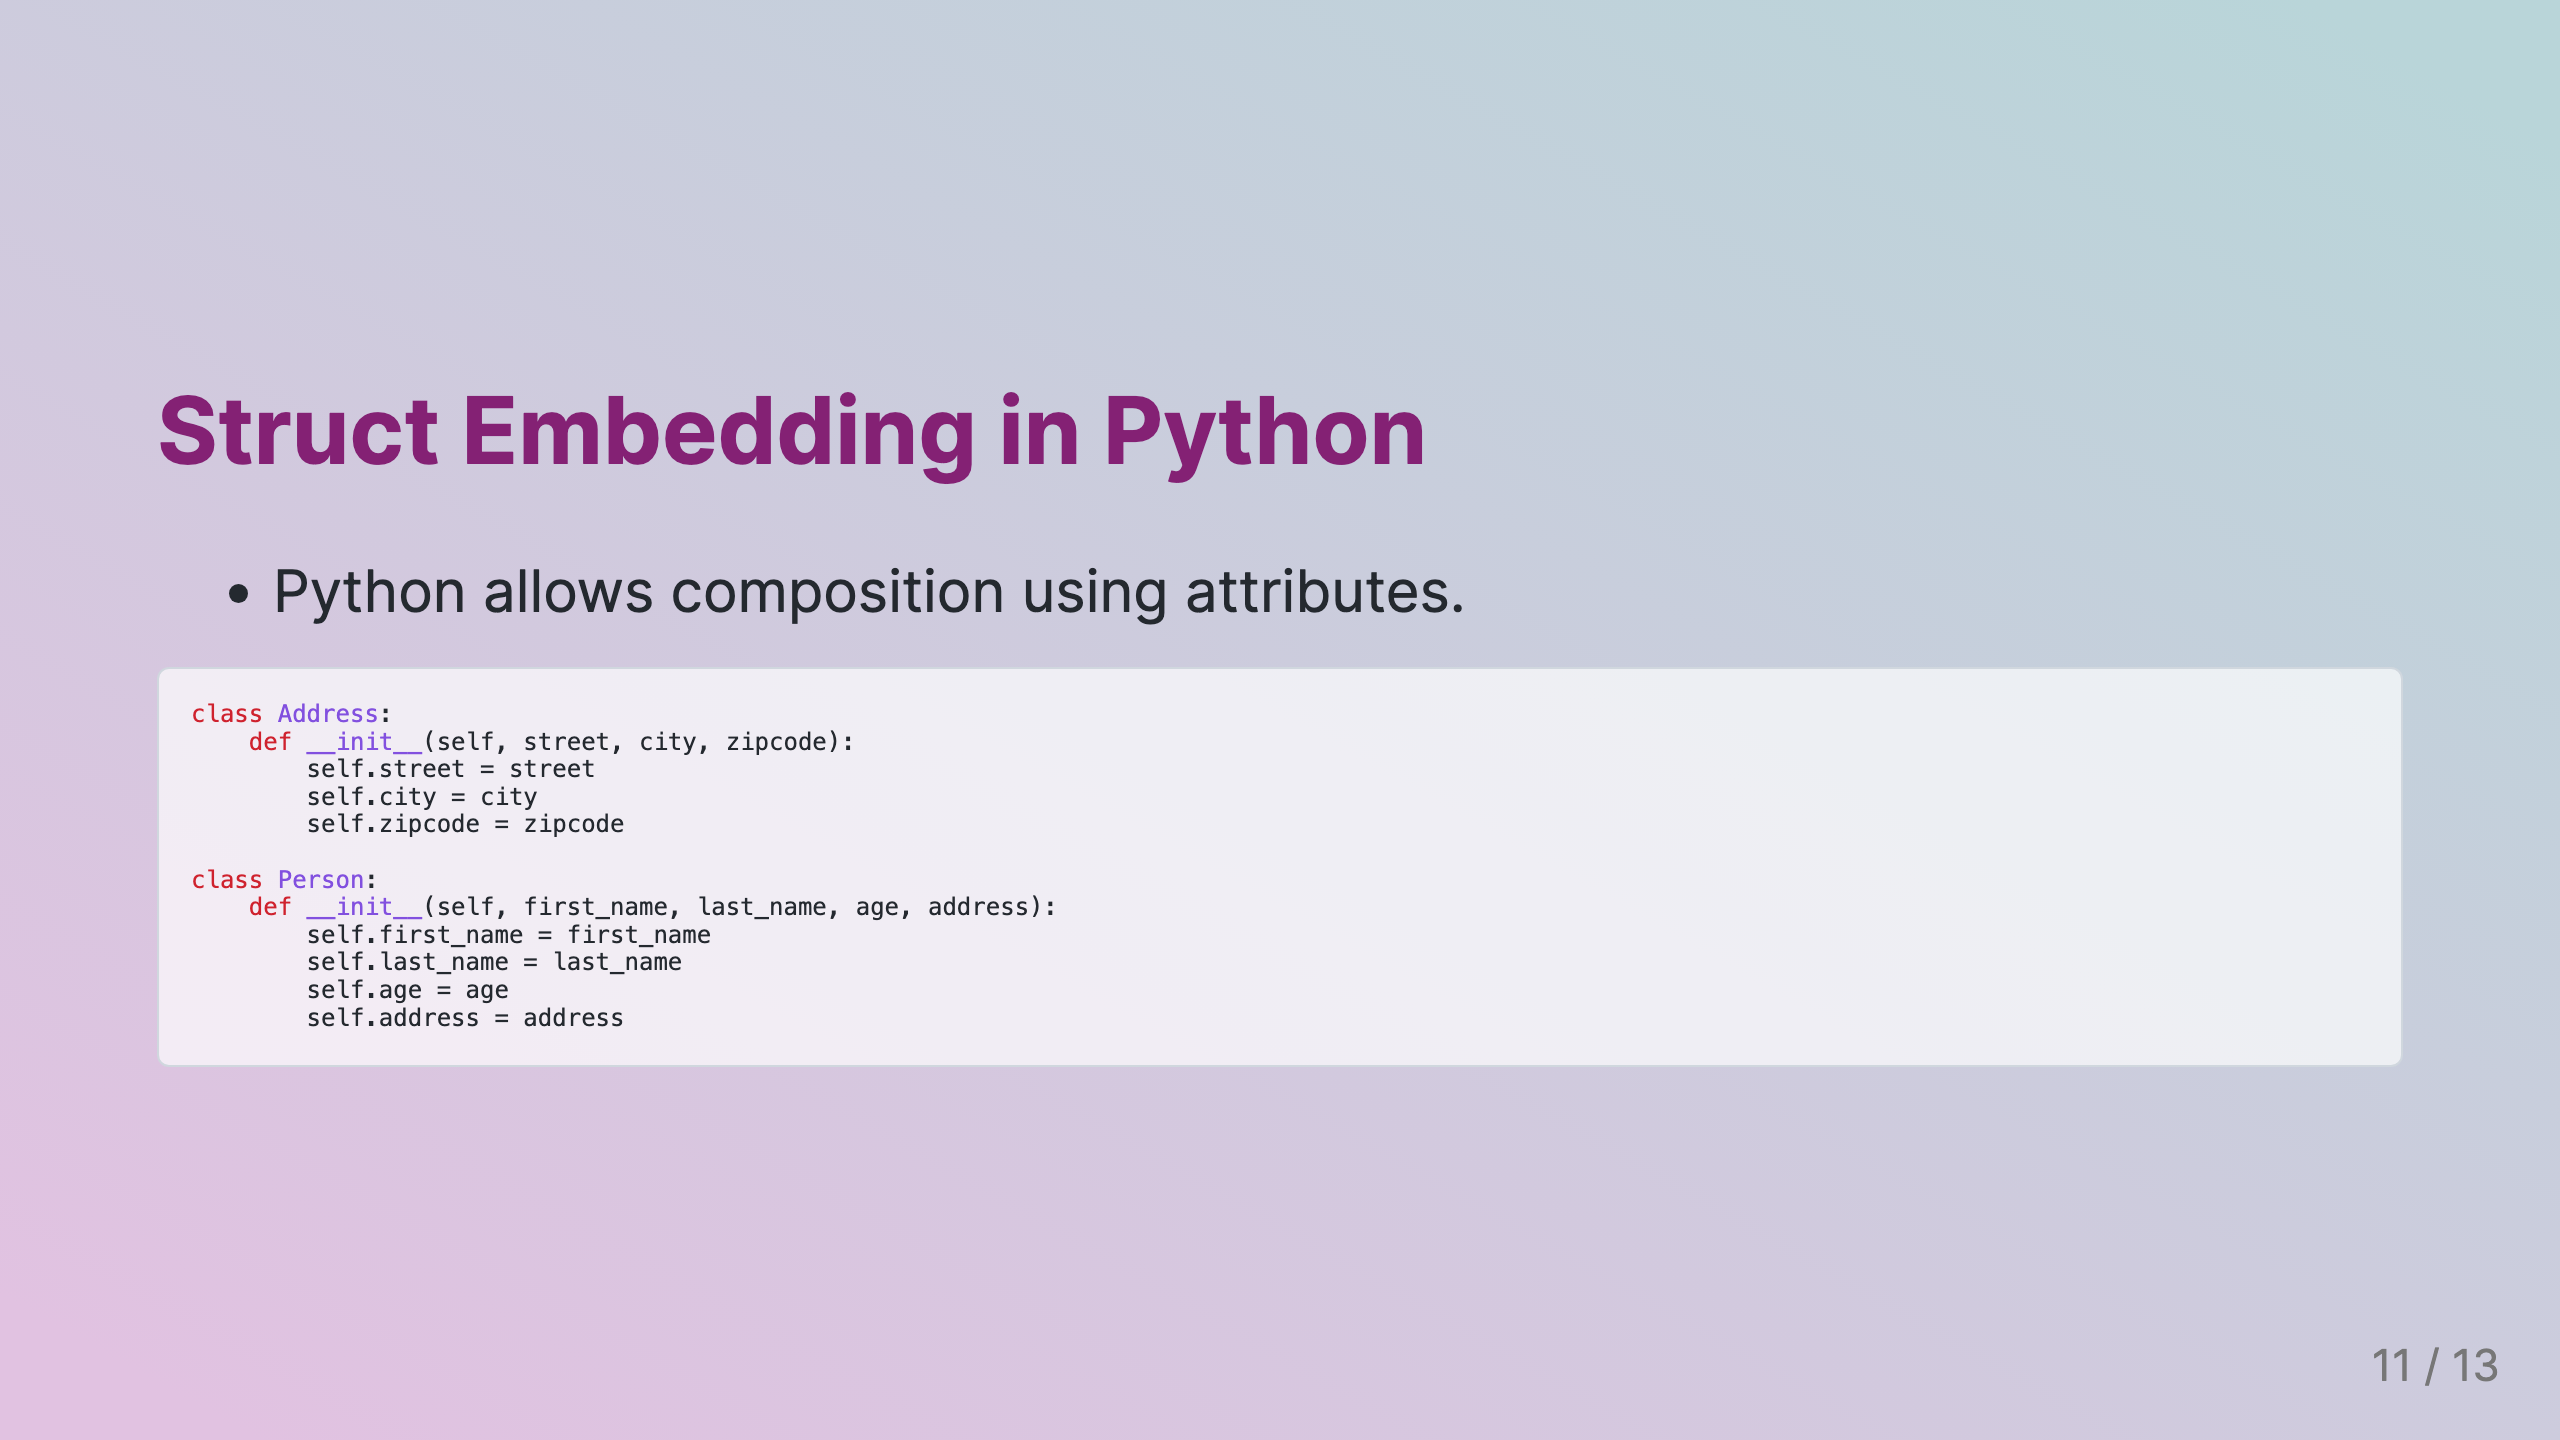 Struct Embedding in Python
• Python allows composition using attributes.
class Address:
    def __init__(self, street, city, zipcode):
        self.street = street
        self.city = city
        self.zipcode = zipcode

class Person:
    def __init__(self, first_name, last_name, age, address):
        self.first_name = first_name
        self.last_name = last_name
        self.age = age
        self.address = address
11 / 13